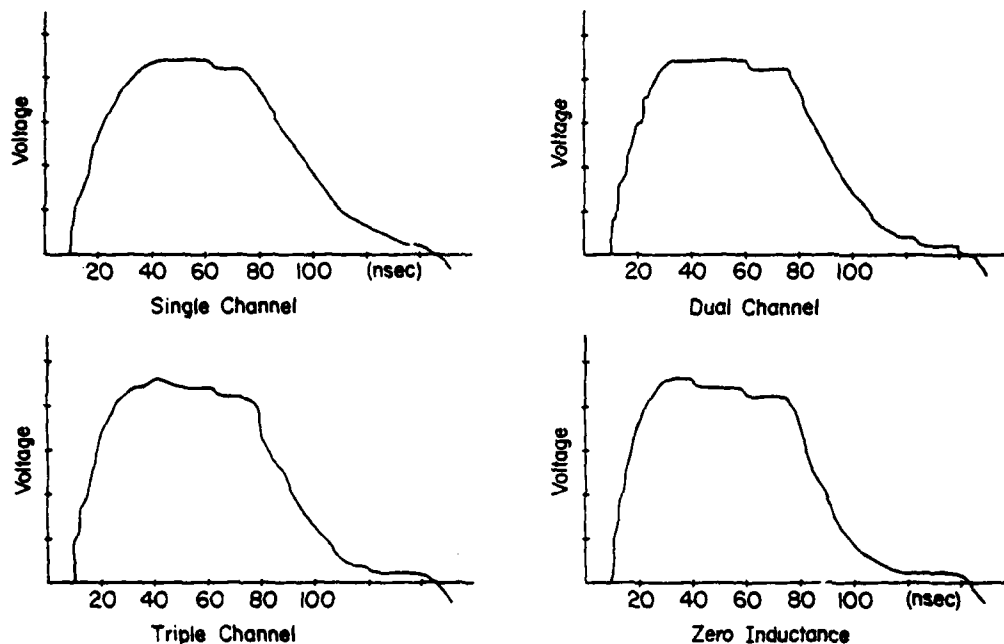 Voltage
20 40 60 80 100 (nsec)
Single Channel
Voltage
20 40 60 80 100
Dual Channel
Voltage
20 40 60 80 100
Triple Channel
Voltage
20 40 60 80 100 (nsec)
Zero Inductance